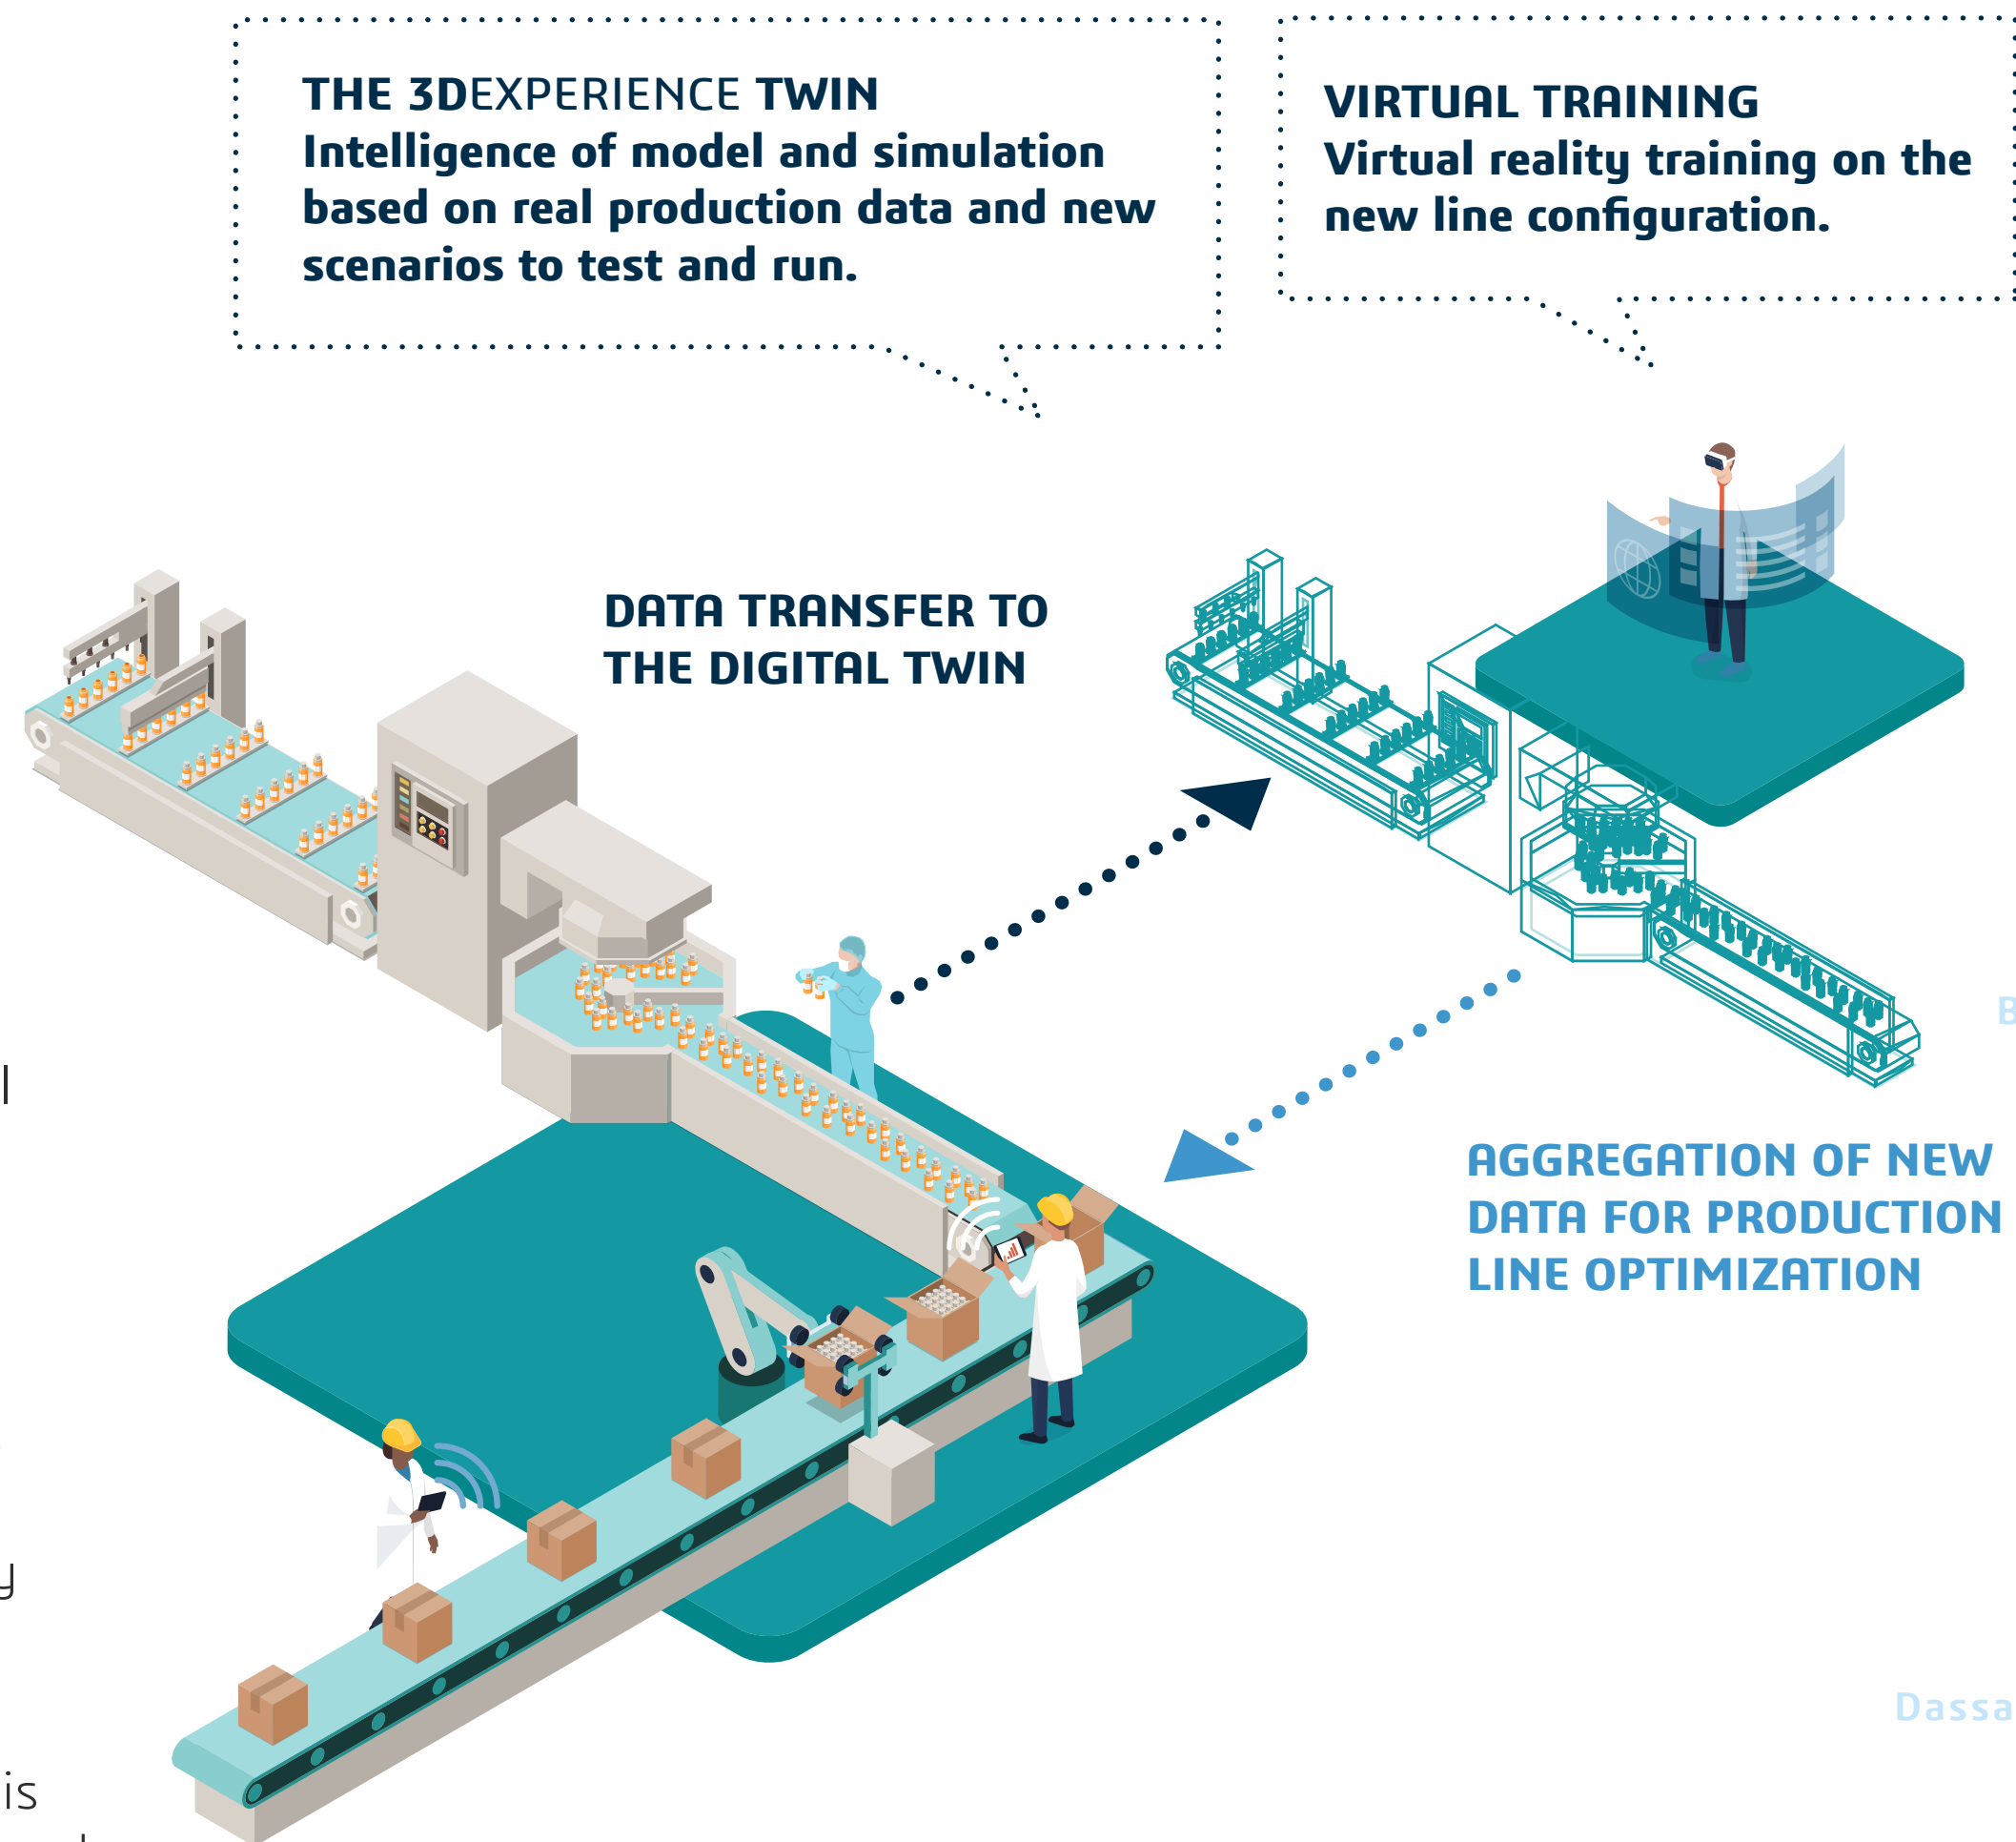 THE 3DEXPERIENCE TWIN
Intelligence of model and simulation
based on real production data and new
scenarios to test and run.
VIRTUAL TRAINING
Virtual reality training on the
new line configuration.
DATA TRANSFER TO
THE DIGITAL TWIN
AGGREGATION OF NEW
DATA FOR PRODUCTION
LINE OPTIMIZATION
is